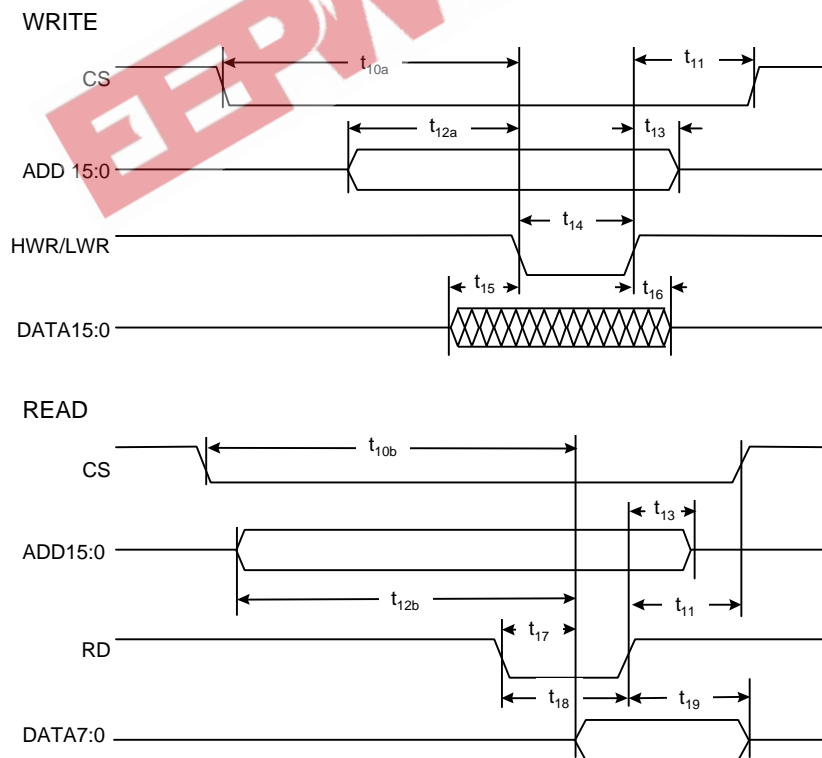 EEPW
WRITE
CS
t10a
t11
t12a
t13
ADD 15:0
t14
HWR/LWR
t15
t16
DATA15:0
READ
CS
t10b
t13
ADD15:0
t12b
t11
t17
RD
t18
t19
DATA7:0